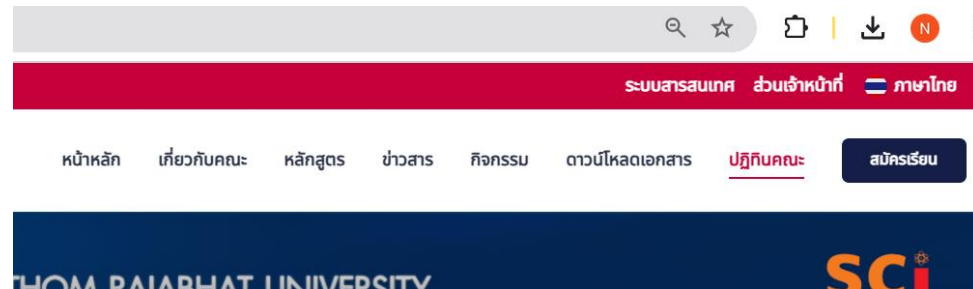 N
ระบบสารสนเทศ ส่วนเจ้าหน้าที่ ภาษาไทย
หน้าหลัก เกี่ยวกับคณะ หลักสูตร ข่าวสาร กิจกรรม ดาวน์โหลดเอกสาร ปฏิทินคณะ สมัครเรียน
THOM RAJABHAT UNIVERSITY SCi